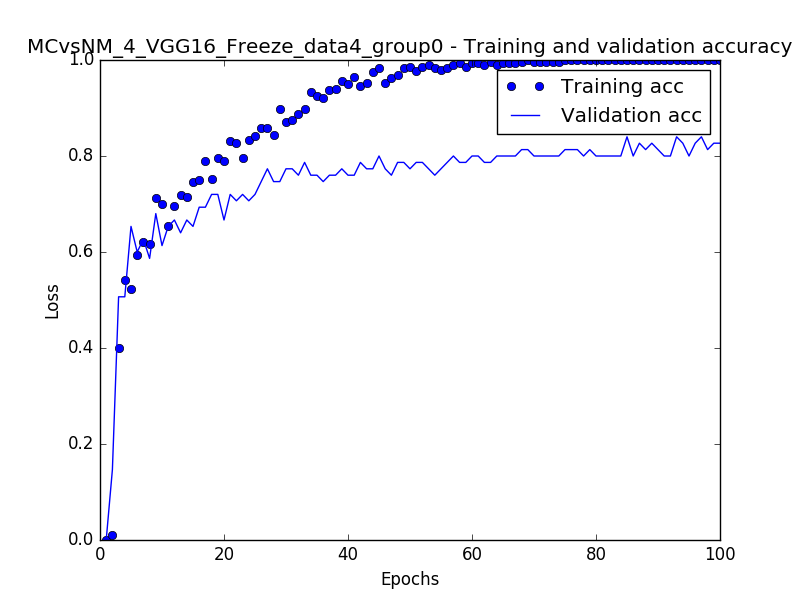 MCvsNM_4_VGG16_Freeze_data4_group0 - Training and validation accuracy
1.0
Training acc
Validation acc
0.8
0.6
Loss
0.4
0.2
0.0
0 20 40 60 80 100
Epochs